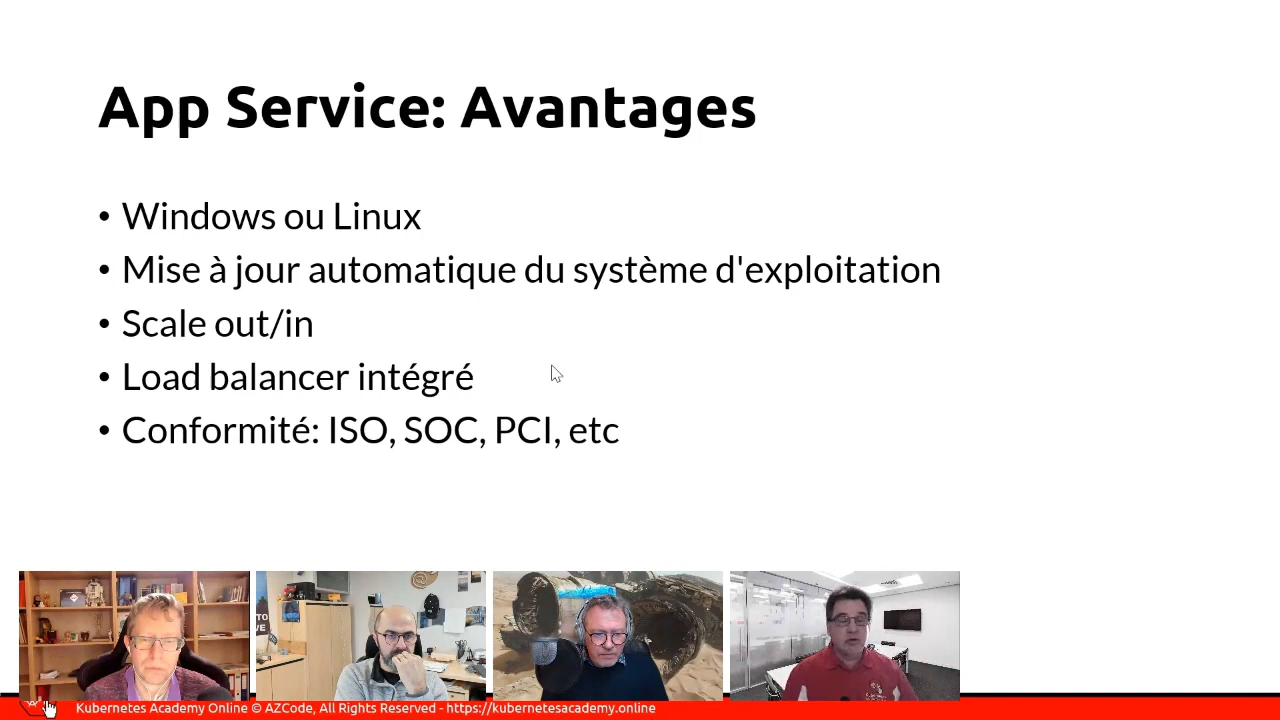 App Service: Avantages
• Windows ou Linux
• Mise à jour automatique du système d'exploitation
• Scale out/in
• Load balancer intégré
• Conformité: ISO, SOC, PCI, etc
Kubernetes Academy Online © AZCode, All Rights Reserved - https://kubernetesacademy.online